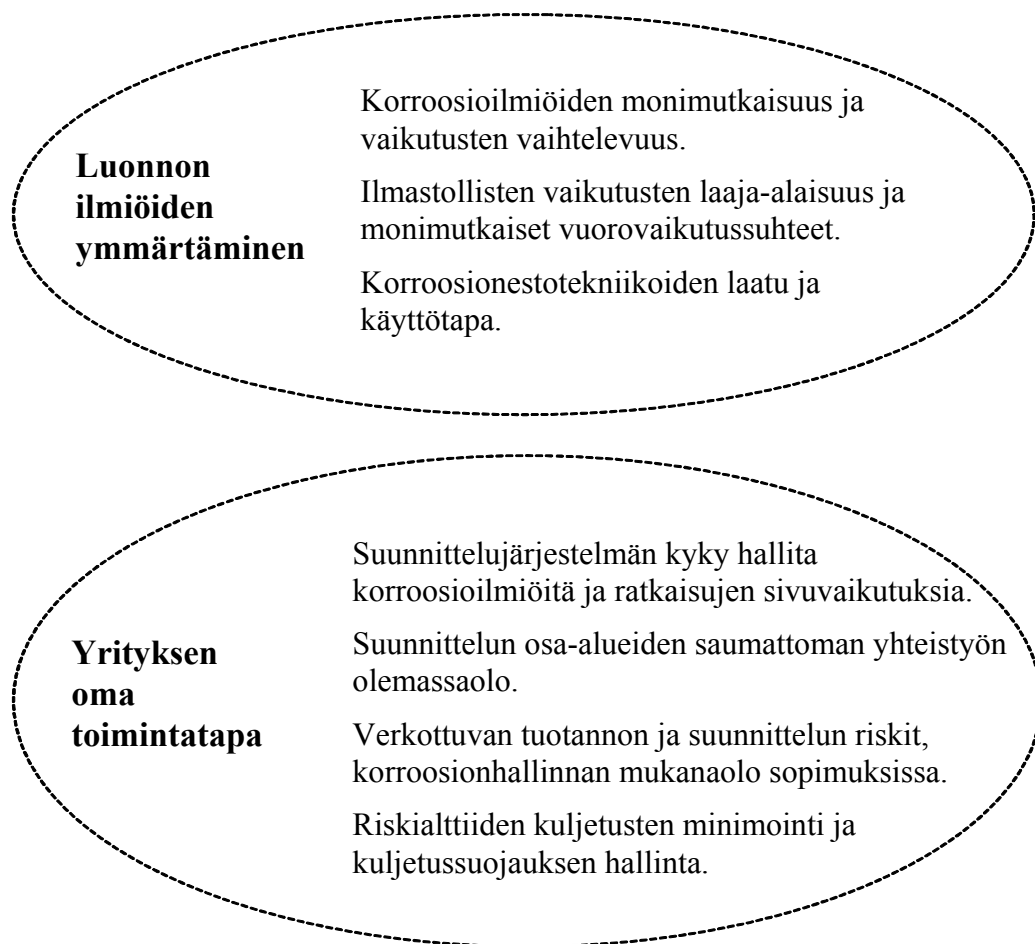 Luonnon
ilmiöiden
ymmärtäminen
Korroosioilmiöiden monimutkaisuus ja
vaikutusten vaihtelevuus.
Ilmastollisten vaikutusten laaja-alaisuus ja
monimutkaiset vuorovaikutussuhteet.
Korroosionestotekniikoiden laatu ja
käyttötapa.
Yrityksen
oma
toimintatapa
Suunnittelujärjestelmän kyky hallita
korroosioilmiöitä ja ratkaisujen sivuvaikutuksia.
Suunnittelun osa-alueiden saumattoman yhteistyön
olemassaolo.
Verkottuvan tuotannon ja suunnittelun riskit,
korroosionhallinnan mukanaolo sopimuksissa.
Riskialttiiden kuljetusten minimointi ja
kuljetussuojauksen hallinta.